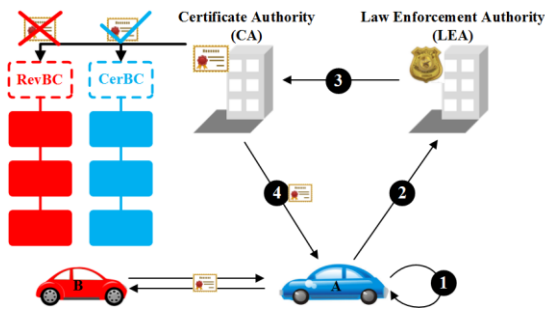 Certificate Authority
(CA)
Law Enforcement Authority
(LEA)
RevBC
CerBC
3
4
2
B
A
1